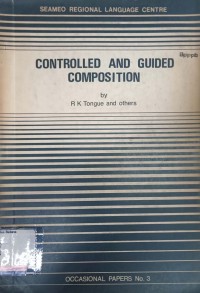 SEAMEO REGIONAL LANGUAGE CENTRE
CONTROLLED AND GUIDED
COMPOSITION
by
R K Tongue and others
OCCASIONAL PAPERS No. 3